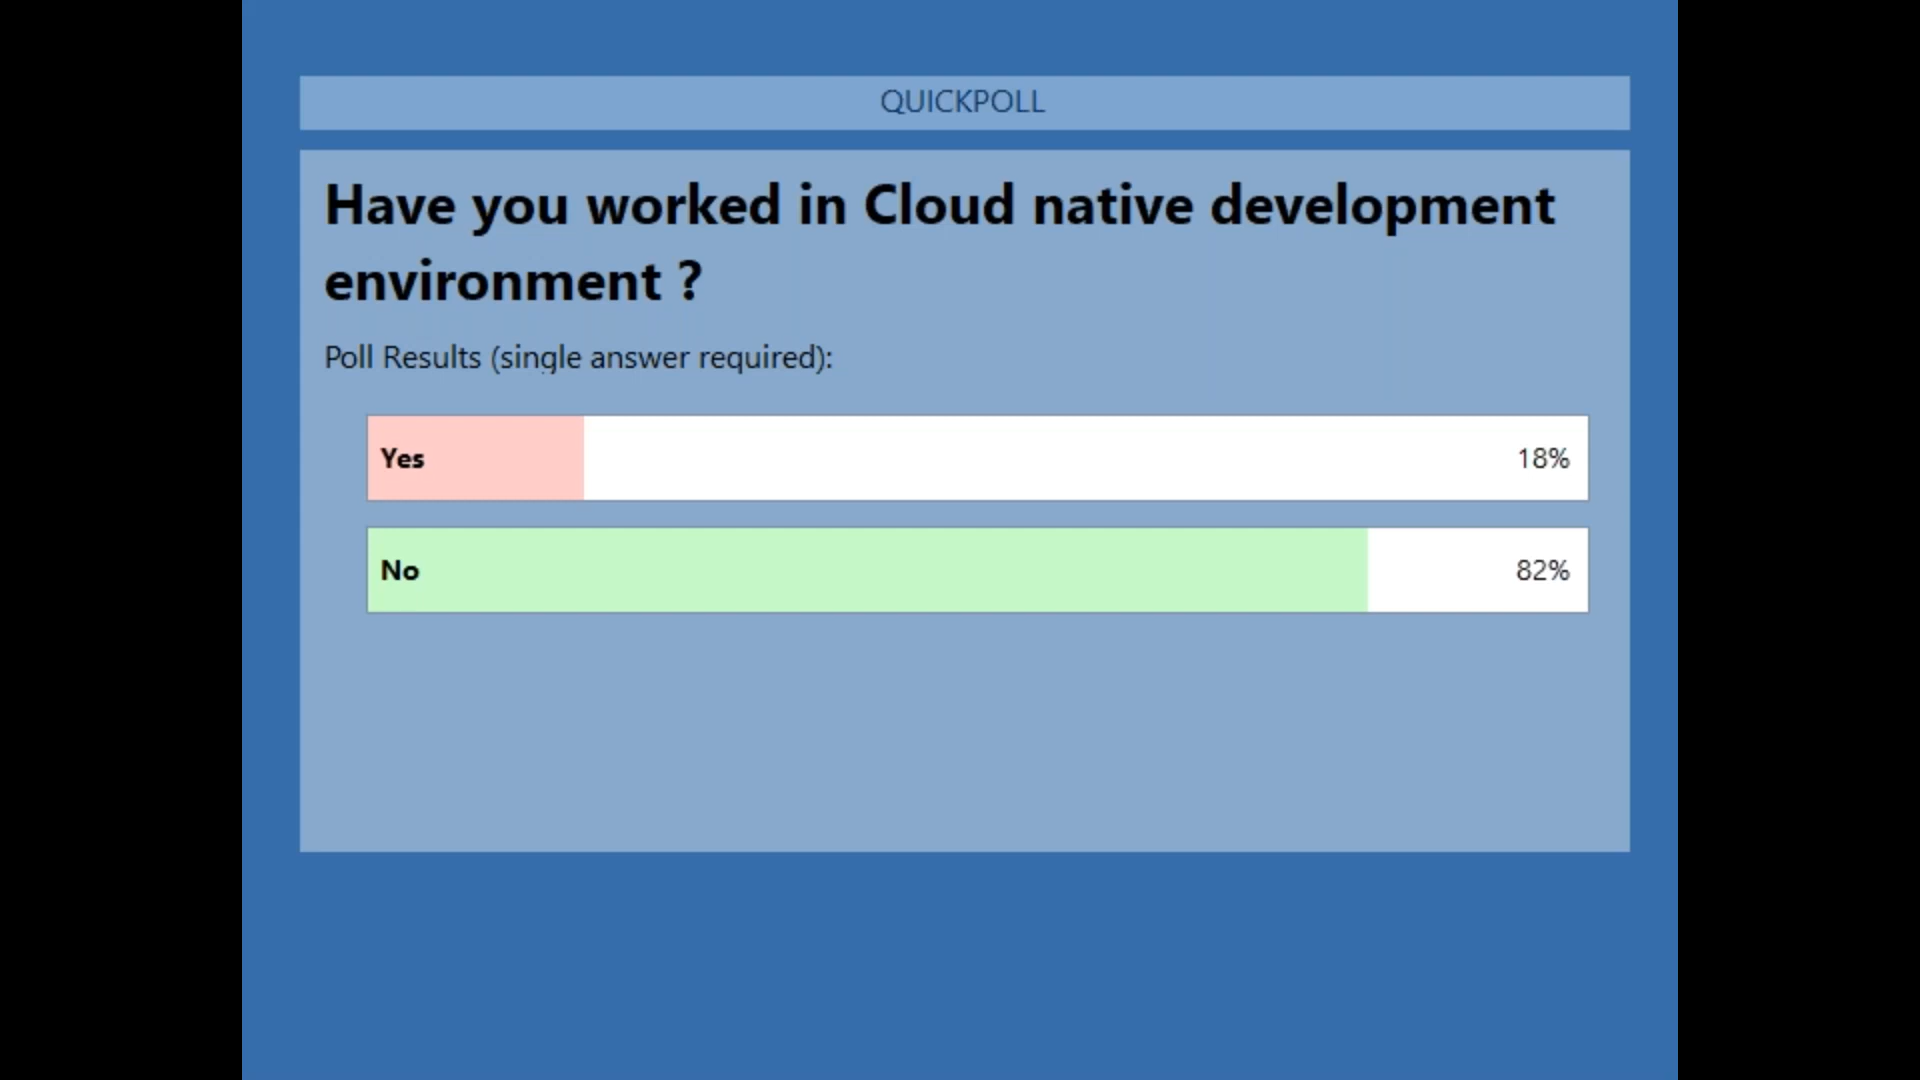 QUICKPOLL
Have you worked in Cloud native development
environment ?
Poll Results (single answer required):
Yes 18%
No 82%